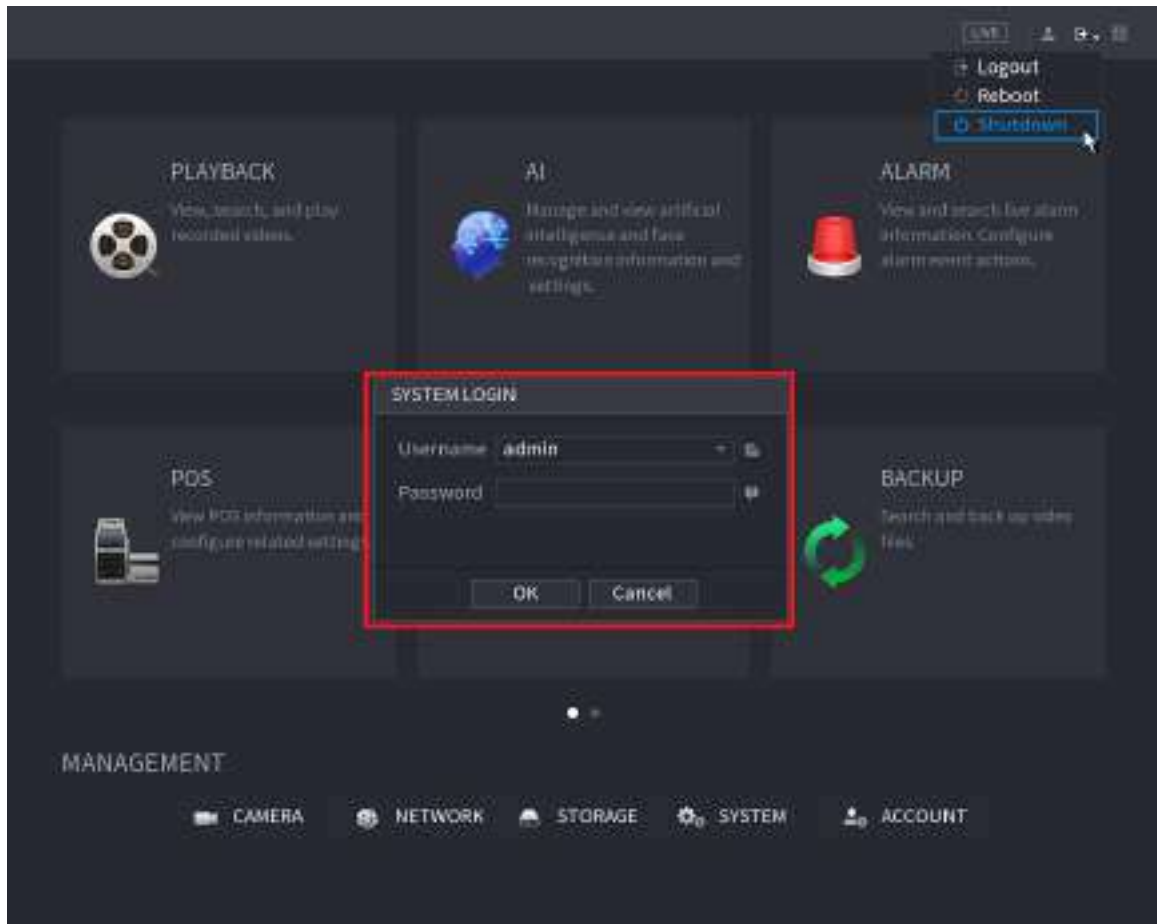 LIVE
Logout
Reboot
Shutdown
PLAYBACK
View, search, and play
recorded videos.
AI
Manage and view artificial
intelligence and face
recognition information and
settings.
ALARM
View and search live alarm
information. Configure
alarm event actions.
SYSTEM LOGIN
Username admin
Password
OK Cancel
POS
View POS information and
configure related settings
BACKUP
Search and back up video
files.
MANAGEMENT
CAMERA NETWORK STORAGE SYSTEM ACCOUNT